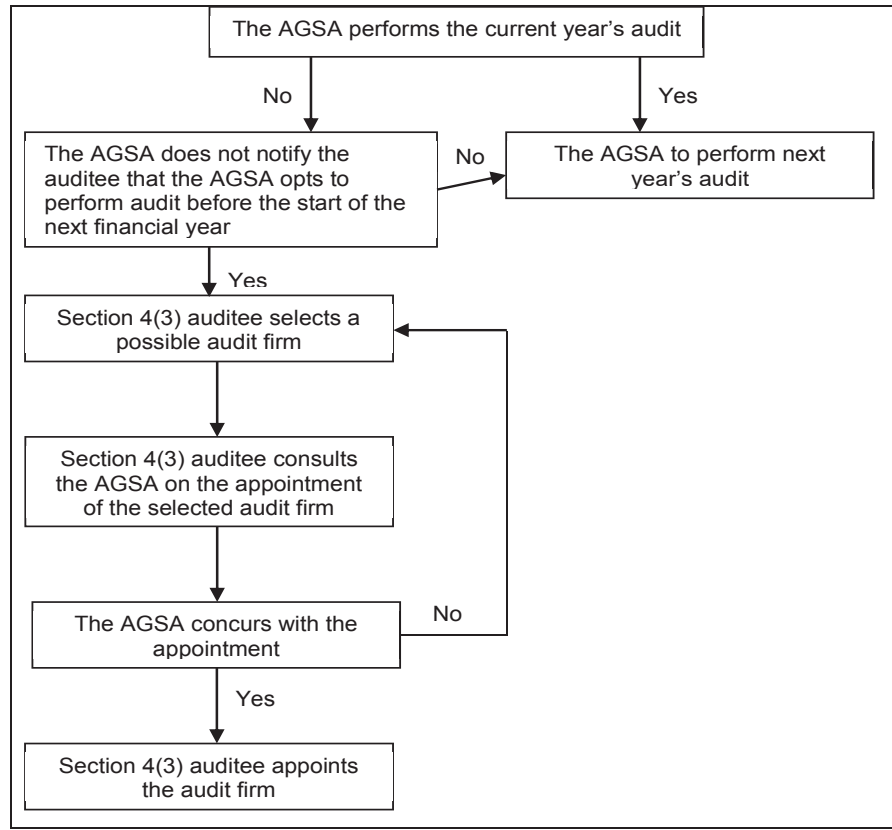 The AGSA performs the current year’s audit
No
Yes
The AGSA does not notify the
auditee that the AGSA opts to
perform audit before the start of the
next financial year
No
The AGSA to perform next
year’s audit
Yes
Section 4(3) auditee selects a
possible audit firm
Section 4(3) auditee consults
the AGSA on the appointment
of the selected audit firm
The AGSA concurs with the
appointment
No
Yes
Section 4(3) auditee appoints
the audit firm